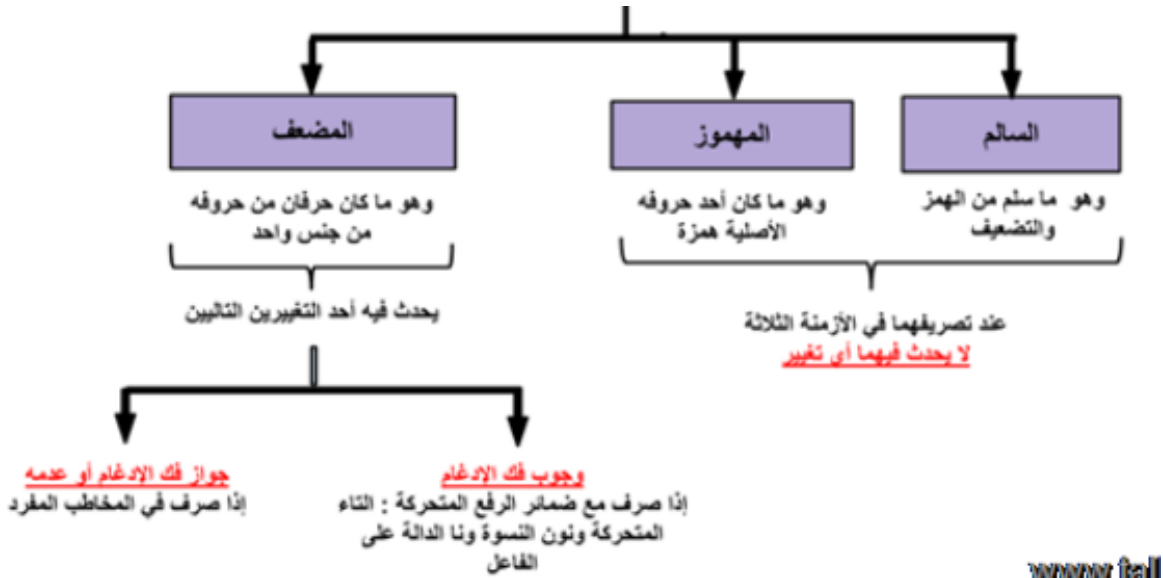 السالم
المهموز
المضعف
وهو ما سلم من الهمز
والتضعيف
وهو ما كان أحد حروفه
الأصلية همزة
وهو ما كان حرفان من حروفه
من جنس واحد
عند تصريفهما في الأزمنة الثلاثة
لا يحدث فيهما أى تغيير
يحدث فيه أحد التغييرين التاليين
وجوب فك الإدغام
إذا صرف مع ضمائر الرفع المتحركة : التاء
المتحركة ونون النسوة ونا الدالة على
الفاعل
جواز فك الإدغام أو عدمه
إذا صرف في المخاطب المفرد